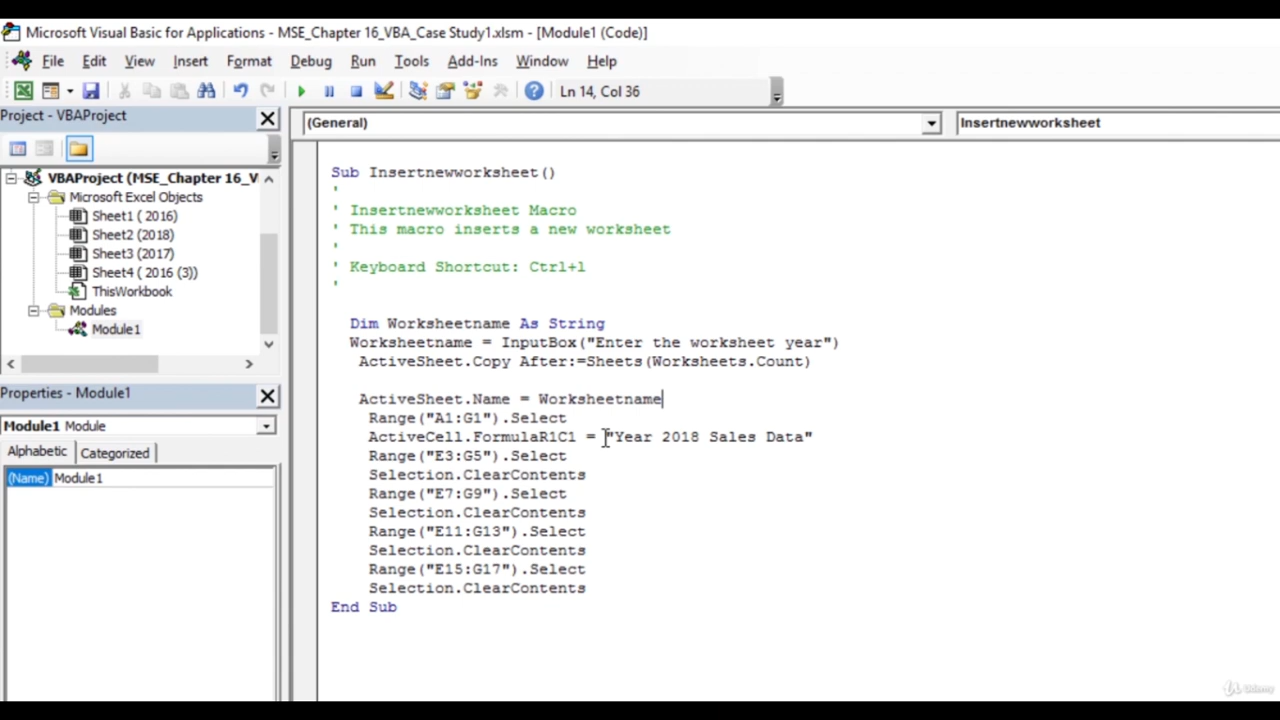 Microsoft Visual Basic for Applications - MSE_Chapter 16_VBA_Case Study1.xlsm - [Module1 (Code)]
File Edit View Insert Format Debug Run Tools Add-Ins Window Help
Ln 14, Col 36
Project - VBAProject
(General) Insertnewworksheet
VBAProject (MSE_Chapter 16_V
Microsoft Excel Objects
Sheet1 ( 2016)
Sheet2 (2018)
Sheet3 (2017)
Sheet4 ( 2016 (3))
ThisWorkbook
Modules
Module1
Properties - Module1
Module1 Module
Alphabetic Categorized
(Name) Module1
Sub Insertnewworksheet()
'
' Insertnewworksheet Macro
' This macro inserts a new worksheet
'
' Keyboard Shortcut: Ctrl+l
'
Dim Worksheetname As String
Worksheetname = InputBox("Enter the worksheet year")
ActiveSheet.Copy After:=Sheets(Worksheets.Count)
ActiveSheet.Name = Worksheetname
Range("A1:G1").Select
ActiveCell.FormulaR1C1 = "Year 2018 Sales Data"
Range("E3:G5").Select
Selection.ClearContents
Range("E7:G9").Select
Selection.ClearContents
Range("E11:G13").Select
Selection.ClearContents
Range("E15:G17").Select
Selection.ClearContents
End Sub
Udemy